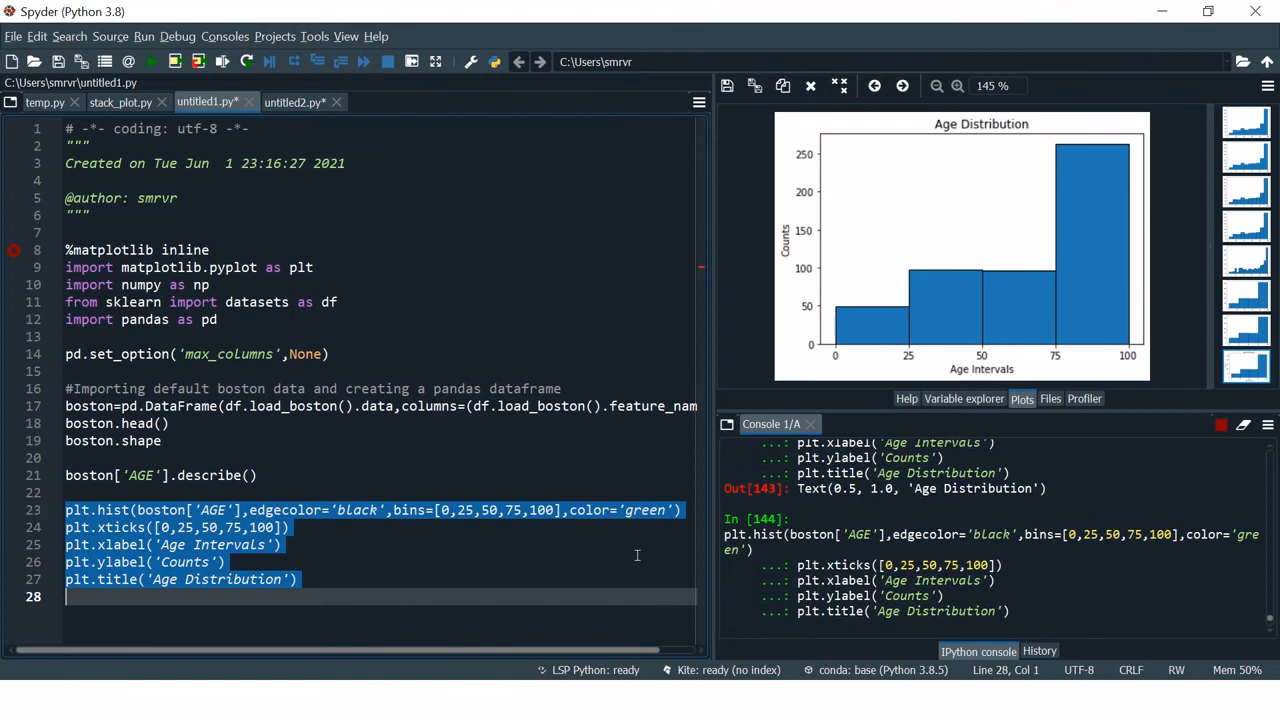 Spyder (Python 3.8)
File Edit Search Source Run Debug Consoles Projects Tools View Help
C:\Users\smrvr
C:\Users\smrvr\untitled1.py
temp.py
stack_plot.py
untitled1.py*
untitled2.py*
1 # -*- coding: utf-8 -*-
2 """
3 Created on Tue Jun  1 23:16:27 2021
4
5 @author: smrvr
6 """
7
8 %matplotlib inline
9 import matplotlib.pyplot as plt
10 import numpy as np
11 from sklearn import datasets as df
12 import pandas as pd
13
14 pd.set_option('max_columns',None)
15
16 #Importing default boston data and creating a pandas dataframe
17 boston=pd.DataFrame(df.load_boston().data,columns=(df.load_boston().feature_nam
18 boston.head()
19 boston.shape
20
21 boston['AGE'].describe()
22
23 plt.hist(boston['AGE'],edgecolor='black',bins=[0,25,50,75,100],color='green')
24 plt.xticks([0,25,50,75,100])
25 plt.xlabel('Age Intervals')
26 plt.ylabel('Counts')
27 plt.title('Age Distribution')
28
145 %
Age Distribution
250
200
150
100
50
0
Counts
0 25 50 75 100
Age Intervals
Help Variable explorer Plots Files Profiler
Console 1/A
...: plt.xlabel('Age Intervals')
...: plt.ylabel('Counts')
...: plt.title('Age Distribution')
Out[143]: Text(0.5, 1.0, 'Age Distribution')
In [144]:
plt.hist(boston['AGE'],edgecolor='black',bins=[0,25,50,75,100],color='gre
en')
...: plt.xticks([0,25,50,75,100])
...: plt.xlabel('Age Intervals')
...: plt.ylabel('Counts')
...: plt.title('Age Distribution')
IPython console History
LSP Python: ready Kite: ready (no index) conda: base (Python 3.8.5) Line 28, Col 1 UTF-8 CRLF RW Mem 50%